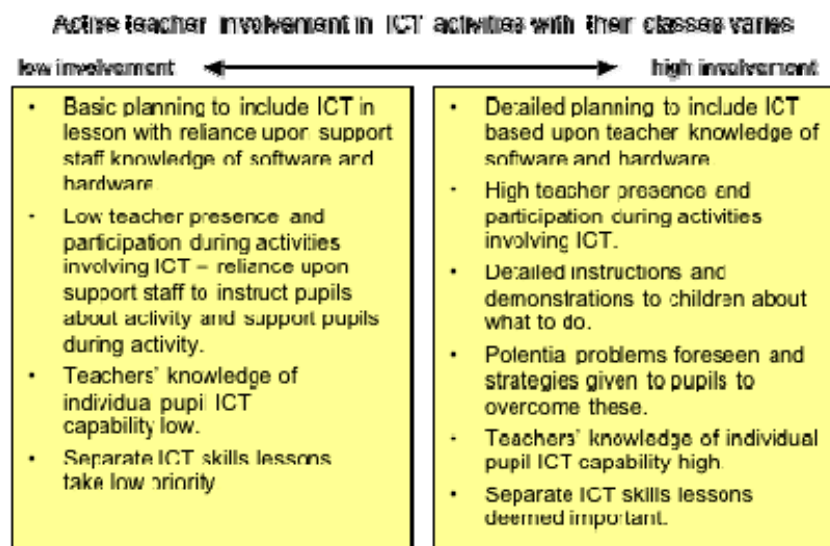 Active teacher involvement in ICT activities with their classes varies
low involvement
high involvement
• Basic planning to include ICT in
lesson with reliance upon support
staff knowledge of software and
hardware.
• Low teacher presence and
participation during activities
involving ICT – reliance upon
support staff to instruct pupils
about activity and support pupils
during activity.
• Teachers' knowledge of
individua pupil ICT
capability low.
• Separate ICT skills lessons
take low priority
• Detailed planning to include ICT
based upon teacher knowledge of
software and hardware.
• High teacher presence and
participation during activities
involving ICT.
• Detailed instructions and
demonstrations to children about
what to do.
• Potentia problems foreseen and
strategies given to pupils to
overcome these.
• Teachers' knowledge of individual
pupil ICT capability high.
• Separate ICT skills lessons
deemed important.